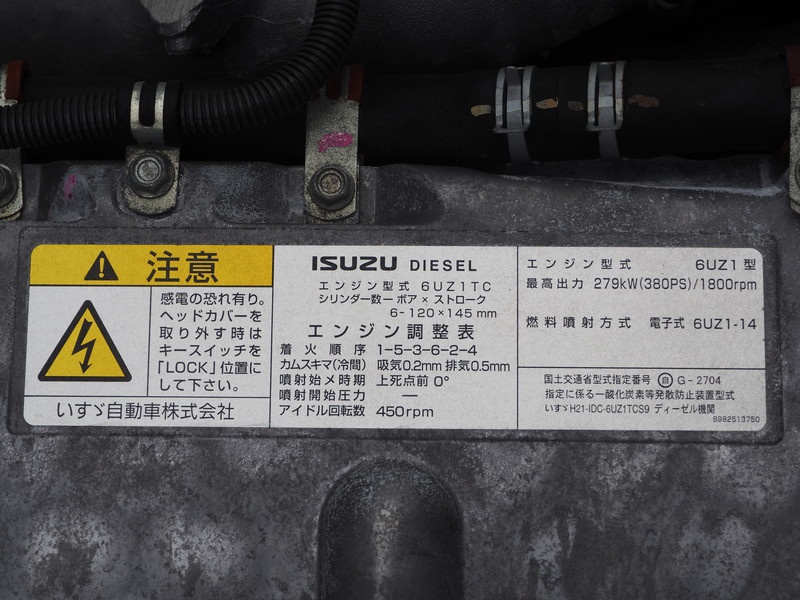 注意
感電の恐れ有り。
ヘッドカバーを
取り外す時は
キースイッチを
「LOCK」位置に
して下さい。
いすゞ自動車株式会社
ISUZU DIESEL
エンジン型式 6UZ1TC
シリンダ数ーボア×ストローク
6-120×145mm
エンジン調整表
着火順序 1-5-3-6-2-4
カムスキマ(冷間) 吸気0.2mm 排気0.5mm
噴射始メ時期 上死点前 0°
噴射開始圧力 —
アイドル回転数 450rpm
エンジン型式 6UZ1型
最高出力 279kW(380PS)/1800rpm
燃料噴射方式 電子式 6UZ1-14
国土交通省型式指定番号 自 G-2704
指定に係る一酸化炭素等発散防止装置型式
いすゞH21-IDC-6UZ1TCS9 ディーゼル機関
8982513750